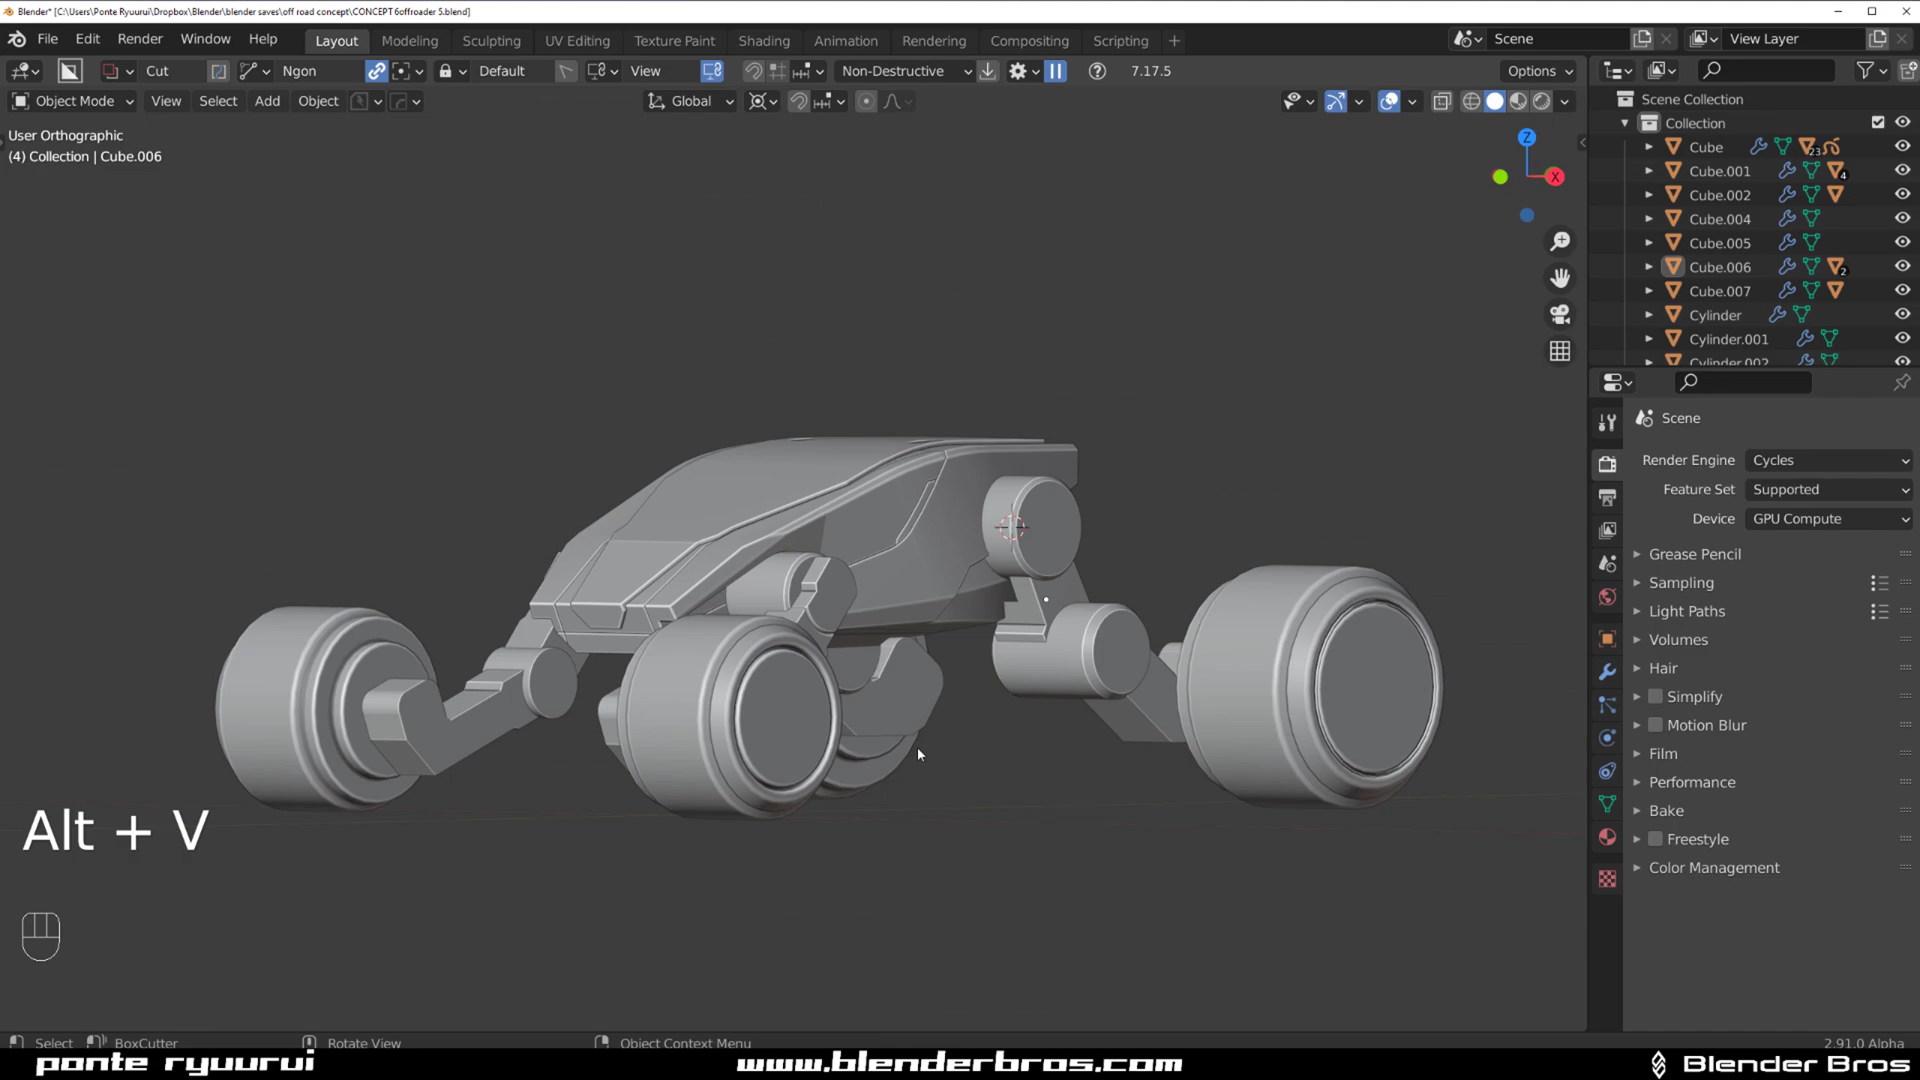 Blender* [C:\Users\Ponte Ryuurui\Dropbox\Blender\blender saves\off road concept\CONCEPT 6offroader 5.blend]
File Edit Render Window Help Layout Modeling Sculpting UV Editing Texture Paint Shading Animation Rendering Compositing Scripting + Scene View Layer
Cut Ngon Default View Non-Destructive 7.17.5 Options
Object Mode View Select Add Object Global
User Orthographic
(4) Collection | Cube.006
Z
X
Scene Collection
Collection
Cube 23
Cube.001 4
Cube.002
Cube.004
Cube.005
Cube.006 2
Cube.007
Cylinder
Cylinder.001
Cylinder.002
Scene
Render Engine Cycles
Feature Set Supported
Device GPU Compute
Grease Pencil
Sampling
Light Paths
Volumes
Hair
Simplify
Motion Blur
Film
Performance
Bake
Freestyle
Color Management
Alt + V
Select BoxCutter Rotate View Object Context Menu 2.91.0 Alpha
ponte ryuurui www.blenderbros.com Blender Bros